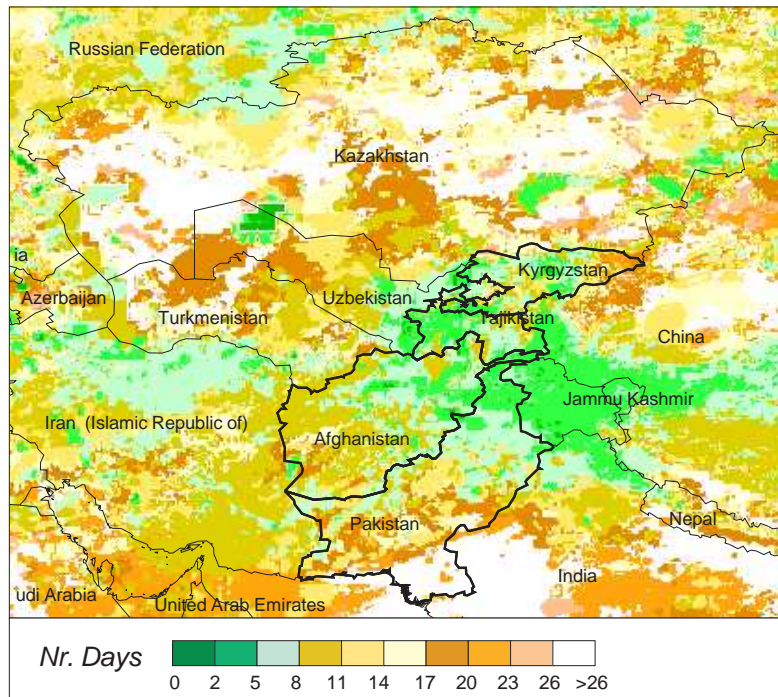 Russian Federation
Kazakhstan
ia
Kyrgyzstan
Azerbaijan
Uzbekistan
Turkmenistan
Tajikistan
China
Jammu Kashmir
Iran (Islamic Republic of)
Afghanistan
Pakistan
Nepal
India
udi Arabia
United Arab Emirates
Nr. Days
0 2 5 8 11 14 17 20 23 26 >26